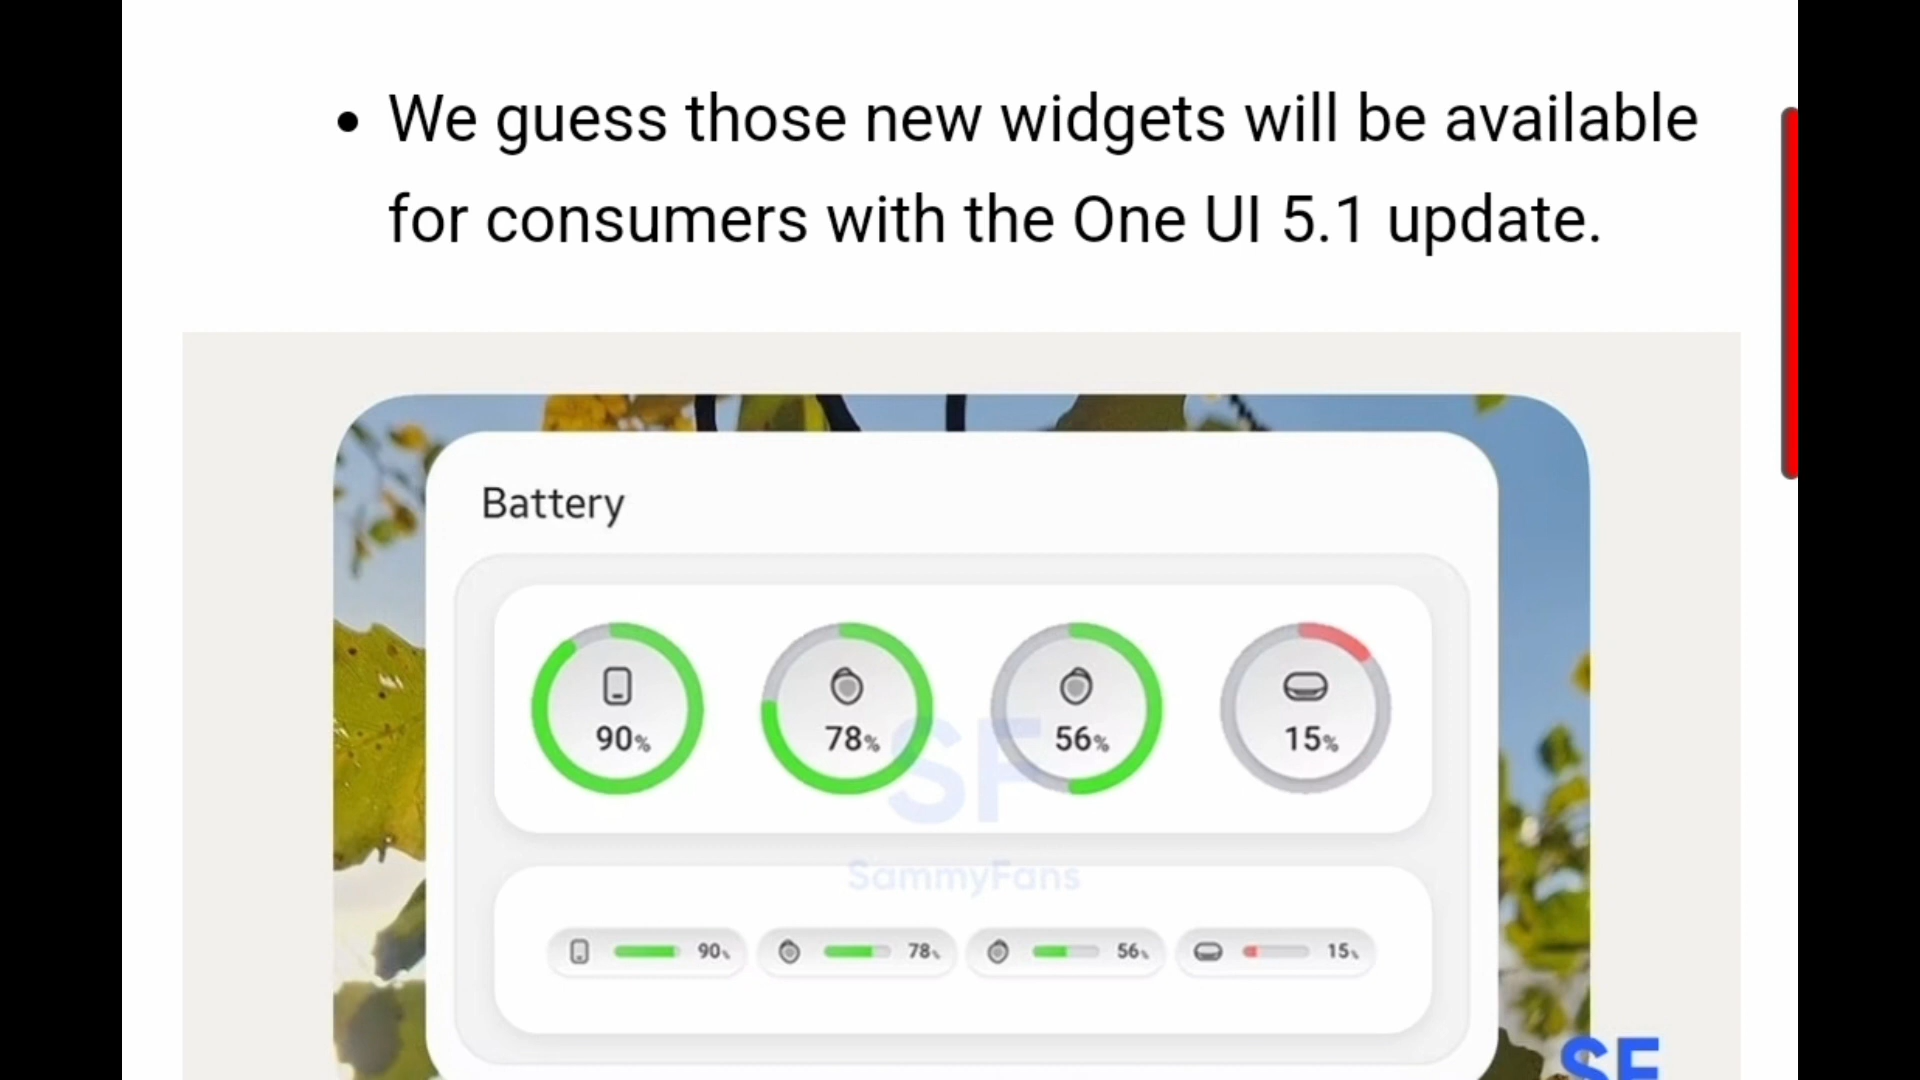 • We guess those new widgets will be available
for consumers with the One UI 5.1 update.
Battery
90% 78% 56% 15%
SF
SammyFans
90% 78% 56% 15%
SF